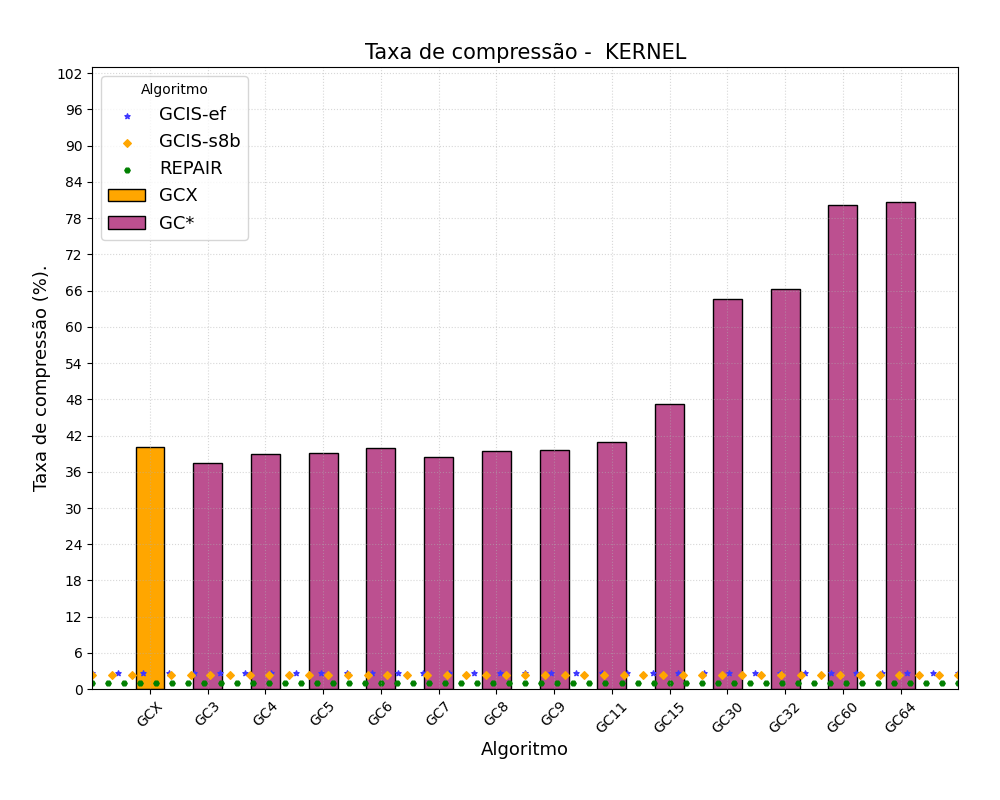 Taxa de compressão -  KERNEL
Algoritmo
GCIS-ef
GCIS-s8b
REPAIR
GCX
GC*
Taxa de compressão (%).
102
96
90
84
78
72
66
60
54
48
42
36
30
24
18
12
6
0
GCX
GC3
GC4
GC5
GC6
GC7
GC8
GC9
GC11
GC15
GC30
GC32
GC60
GC64
Algoritmo